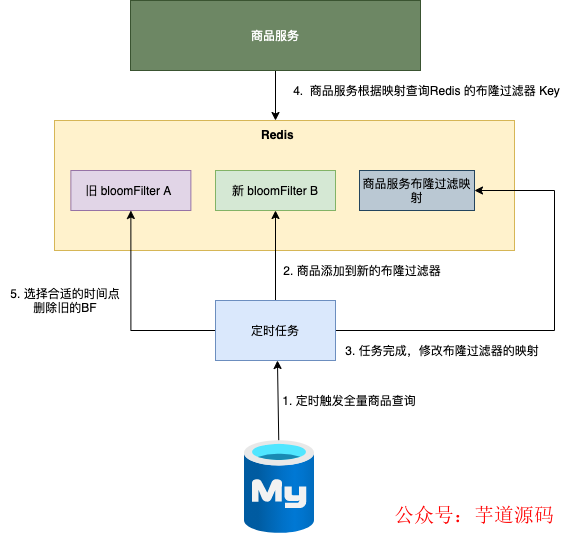 商品服务
4. 商品服务根据映射查询Redis 的布隆过滤器 Key
Redis
旧 bloomFilter A
新 bloomFilter B
商品服务布隆过滤映
射
2. 商品添加到新的布隆过滤器
5. 选择合适的时间点
删除旧的BF
定时任务
3. 任务完成，修改布隆过滤器的映射
1. 定时触发全量商品查询
My
公众号：芋道源码